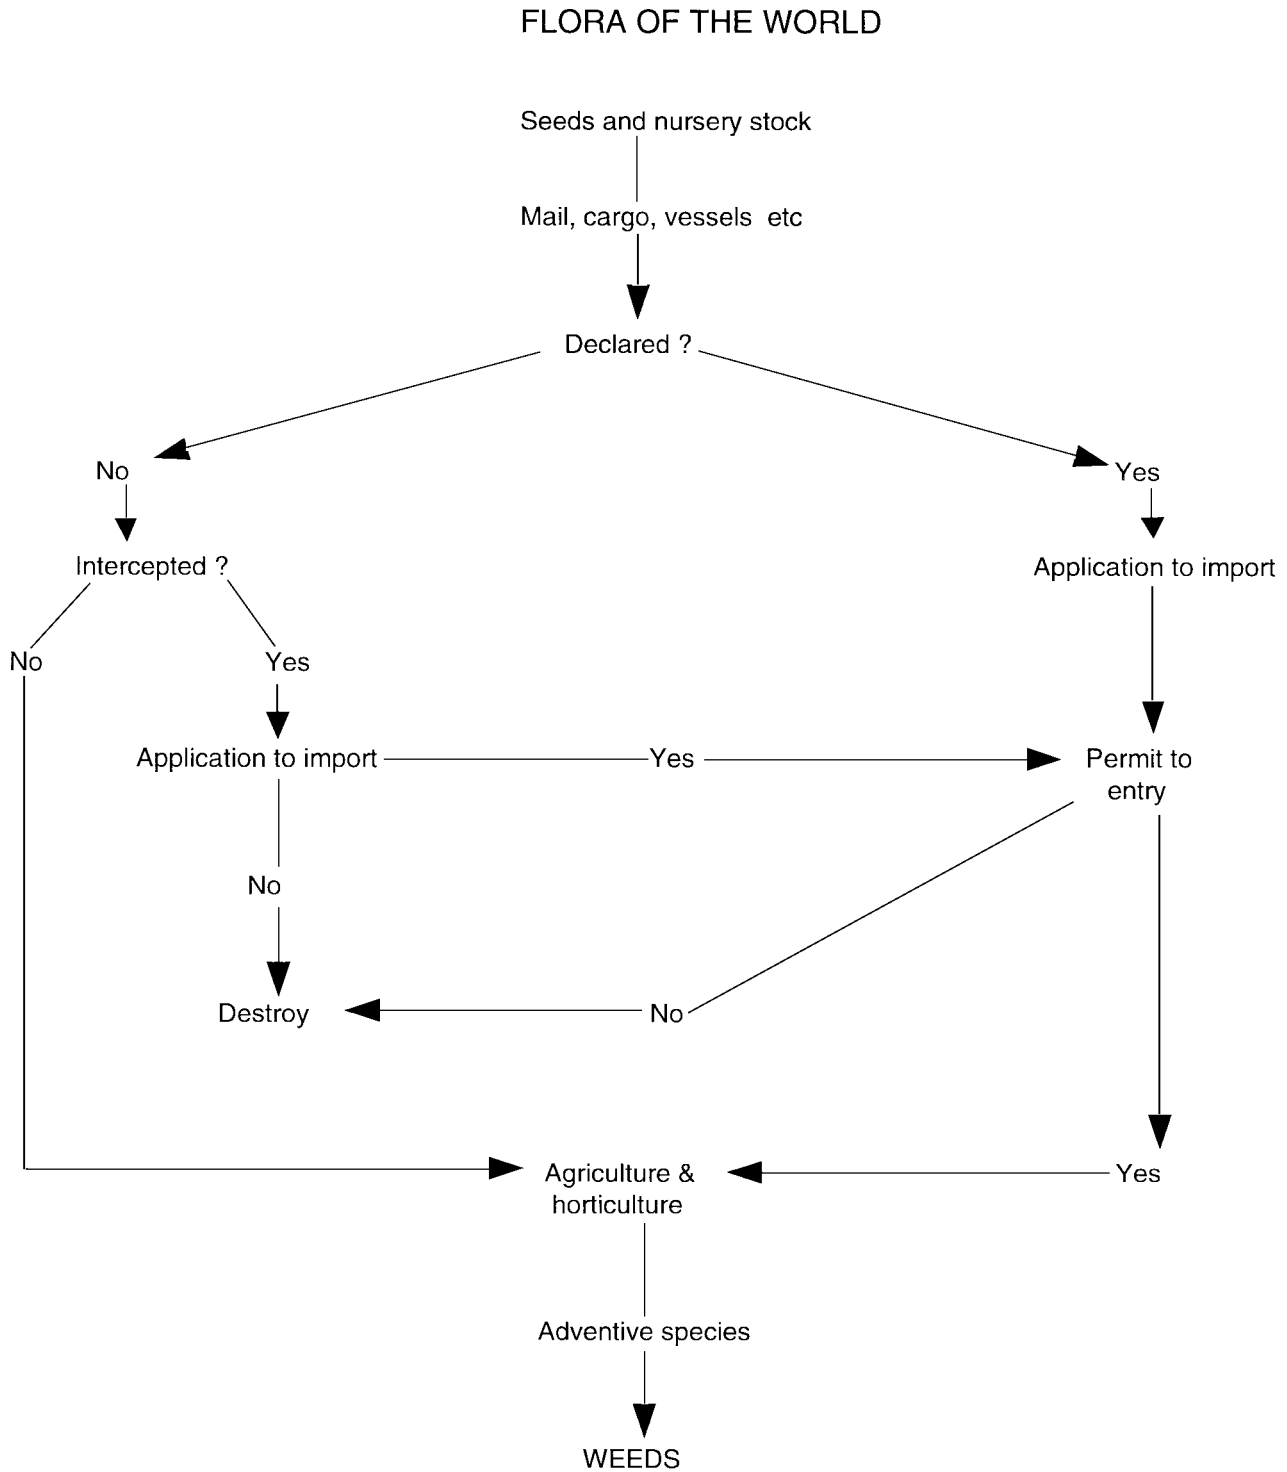 FLORA OF THE WORLD
Seeds and nursery stock
Mail, cargo, vessels etc
Declared ?
No
Yes
Intercepted ?
Application to import
No
Yes
Application to import
Yes
Permit to
entry
No
Destroy
No
Agriculture &
horticulture
Yes
Adventive species
WEEDS